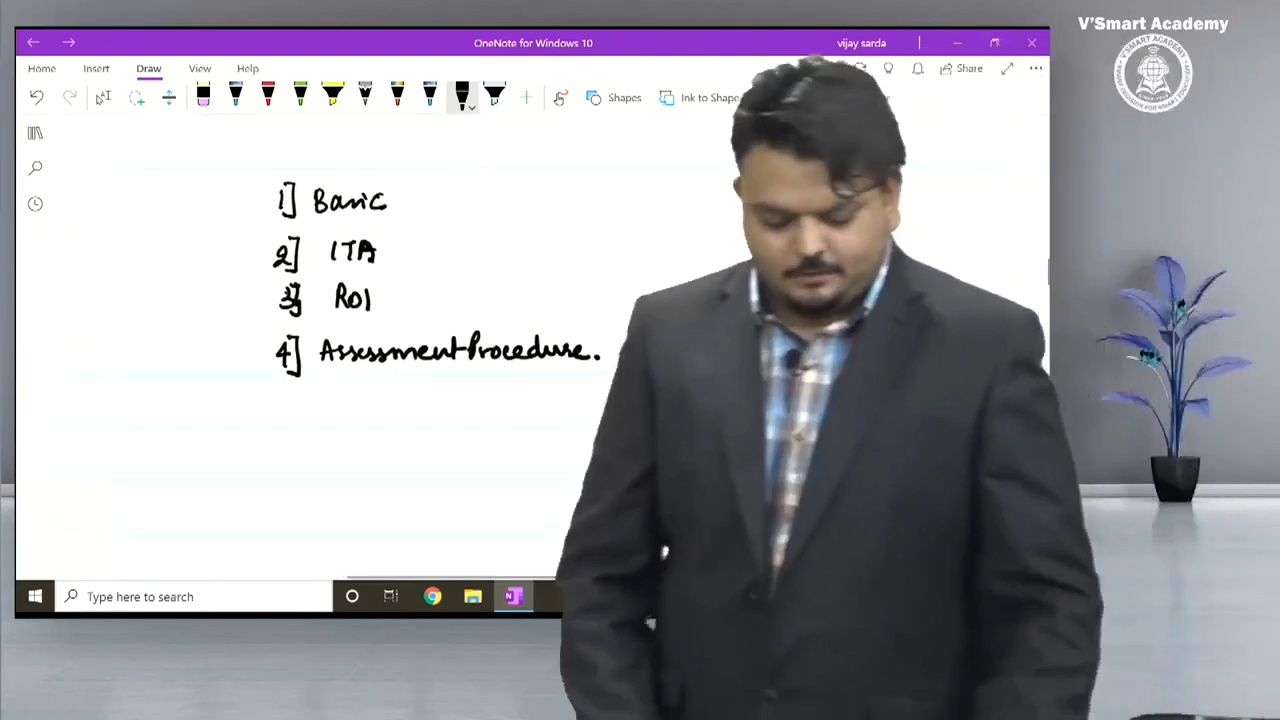 V'Smart Academy
OneNote for Windows 10
vijay sarda
Home Insert Draw View Help
Share
Shapes
Ink to Shape
1] Basic
2] ITA
3] ROI
4] Assessment Procedure.
Type here to search